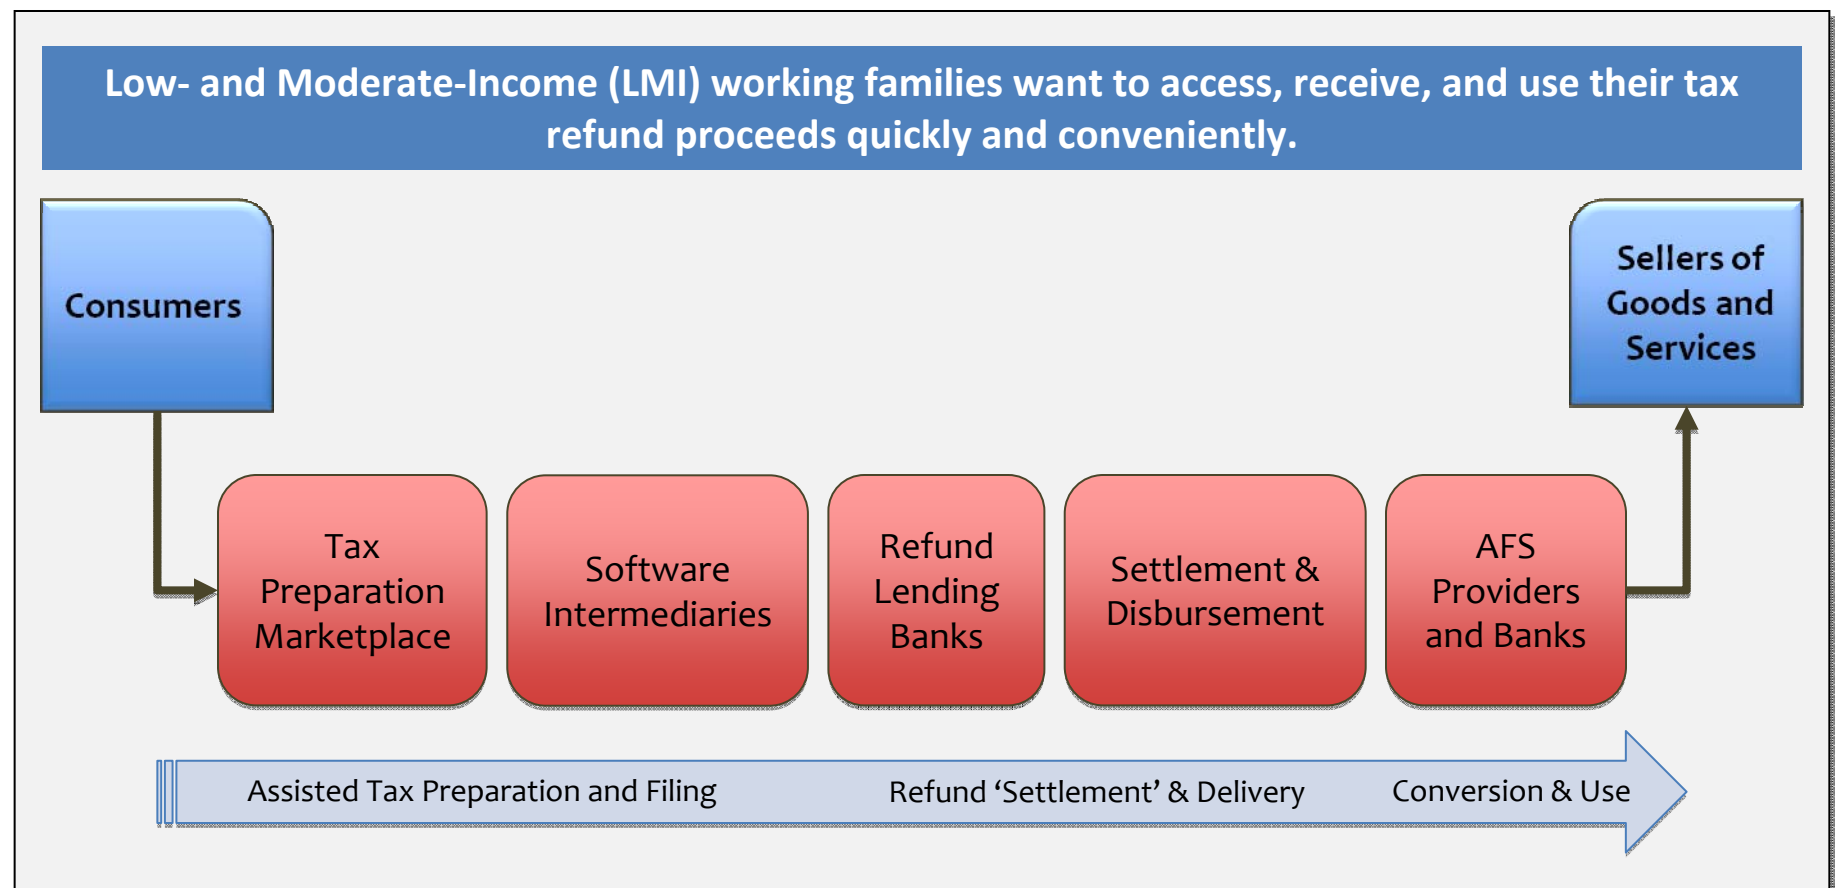 Low- and Moderate-Income (LMI) working families want to access, receive, and use their tax
refund proceeds quickly and conveniently.
Consumers
Sellers of
Goods and
Services
Tax
Preparation
Marketplace
Software
Intermediaries
Refund
Lending
Banks
Settlement &
Disbursement
AFS
Providers
and Banks
Assisted Tax Preparation and Filing
Refund ‘Settlement’ & Delivery
Conversion & Use